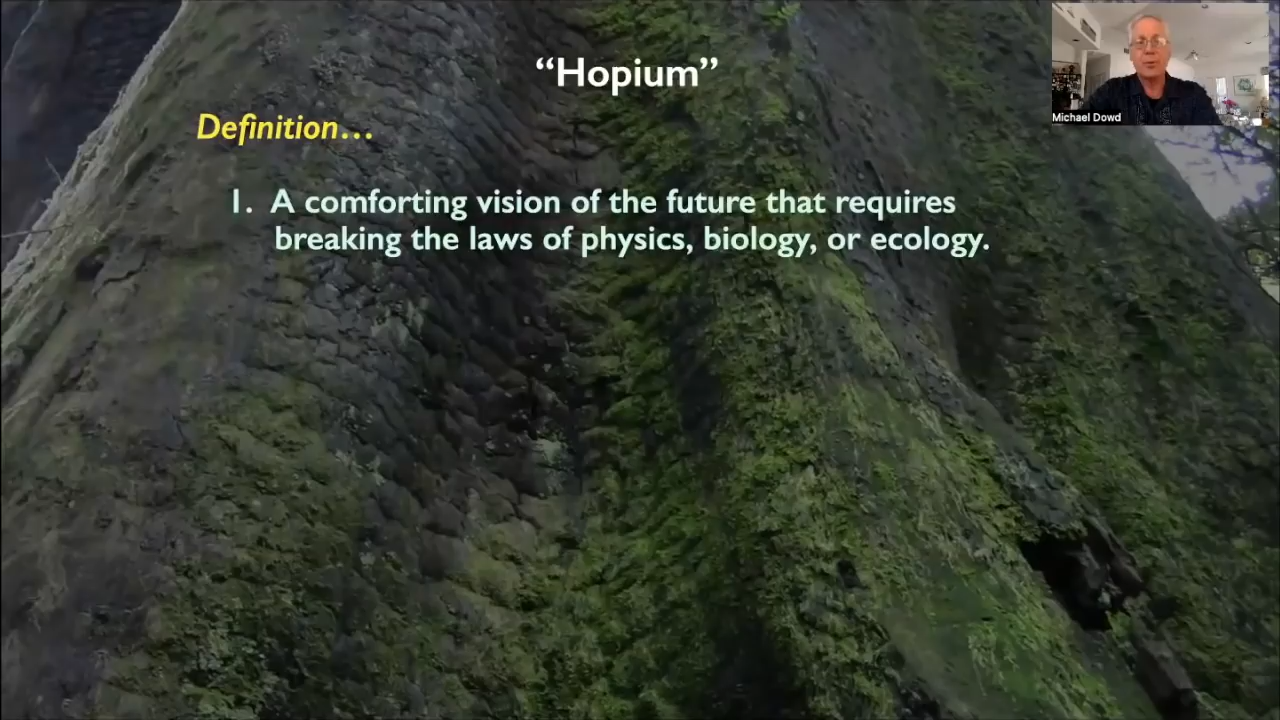 “Hopium”
Michael Dowd
Definition…
1. A comforting vision of the future that requires
breaking the laws of physics, biology, or ecology.